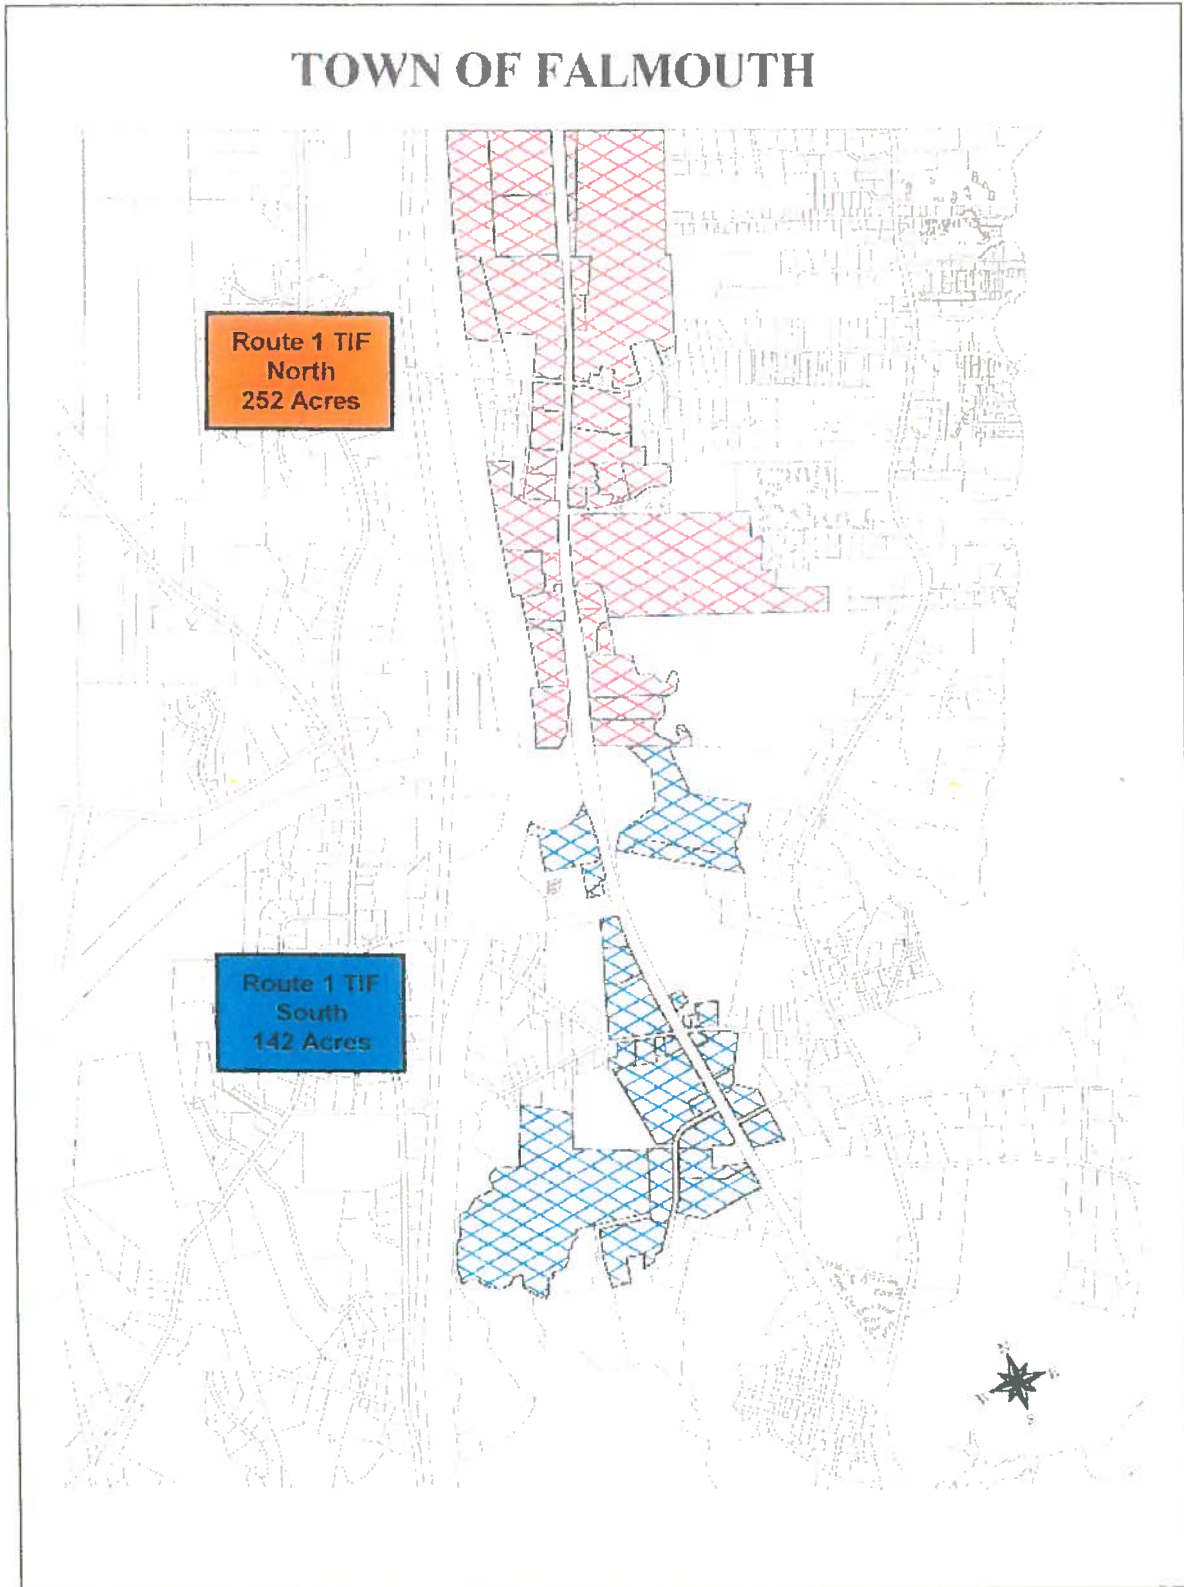 TOWN OF FALMOUTH
Route 1 TIF
North
252 Acres
Route 1 TIF
South
142 Acres
N
E
S